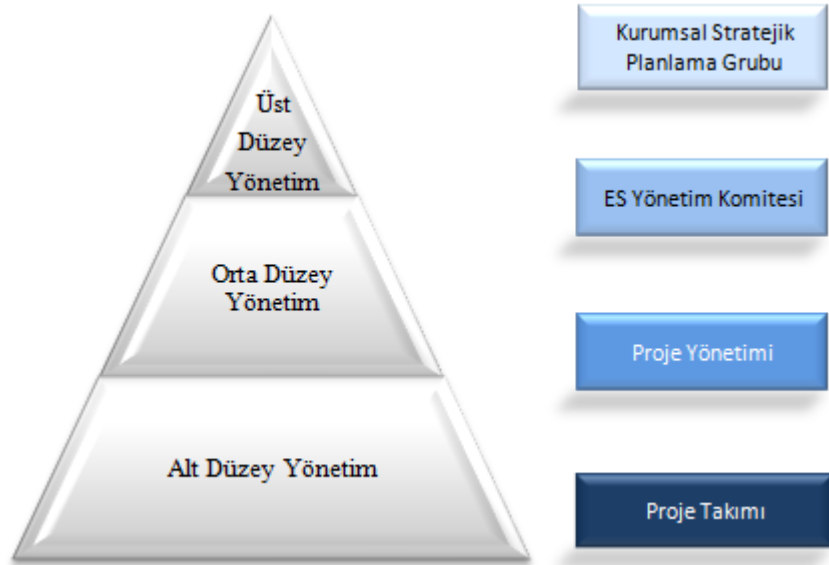 Üst
Düzey
Yönetim
Orta Düzey
Yönetim
Alt Düzey Yönetim
Kurumsal Stratejik
Planlama Grubu
ES Yönetim Komitesi
Proje Yönetimi
Proje Takımı